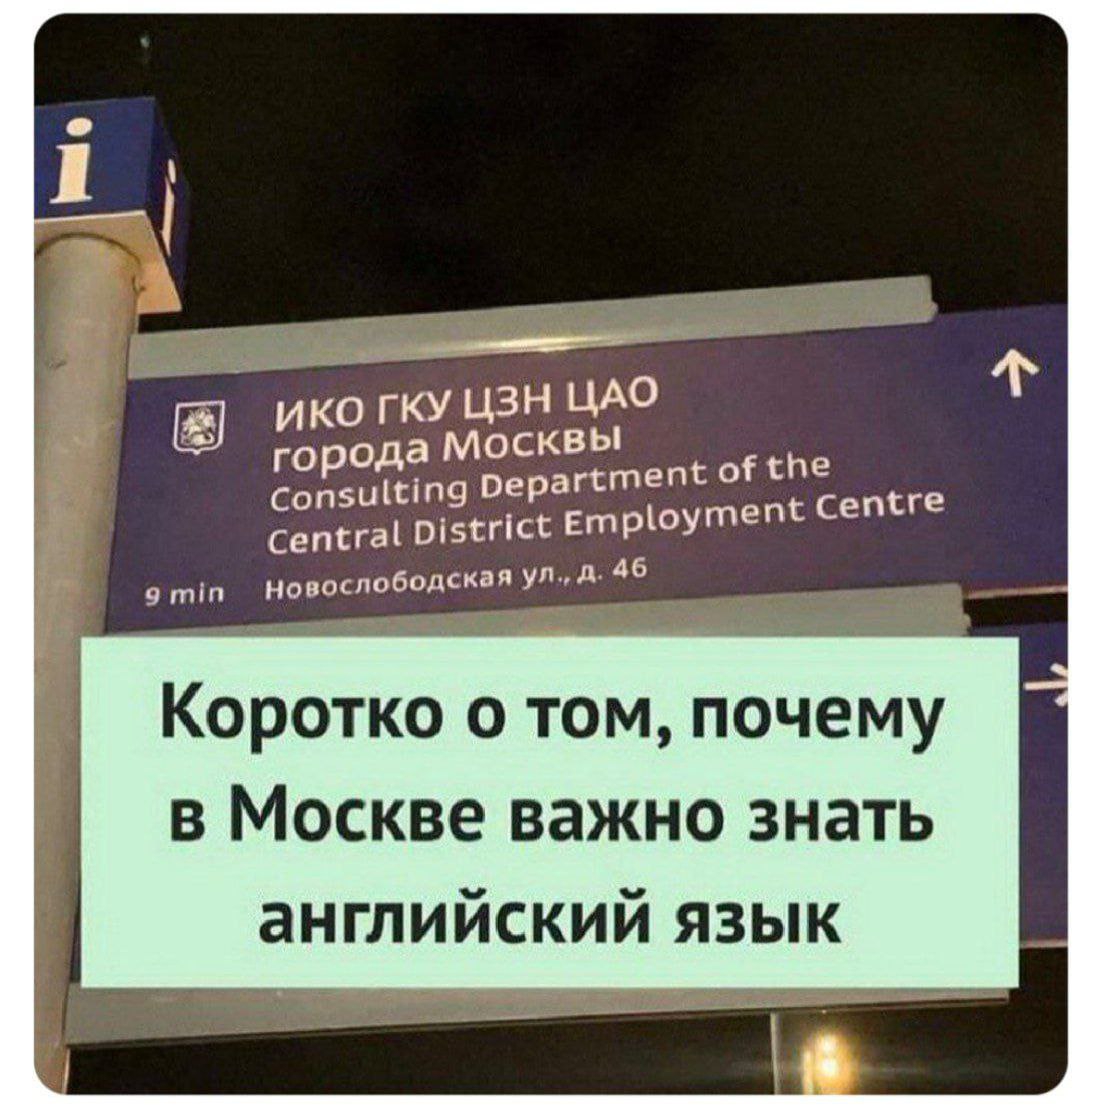 i
i
ИКО ГКУ ЦЗН ЦАО
города Москвы
Consulting Department of the
Central District Employment Centre
9 min Новослободская ул., д. 46
Коротко о том, почему
в Москве важно знать
английский язык